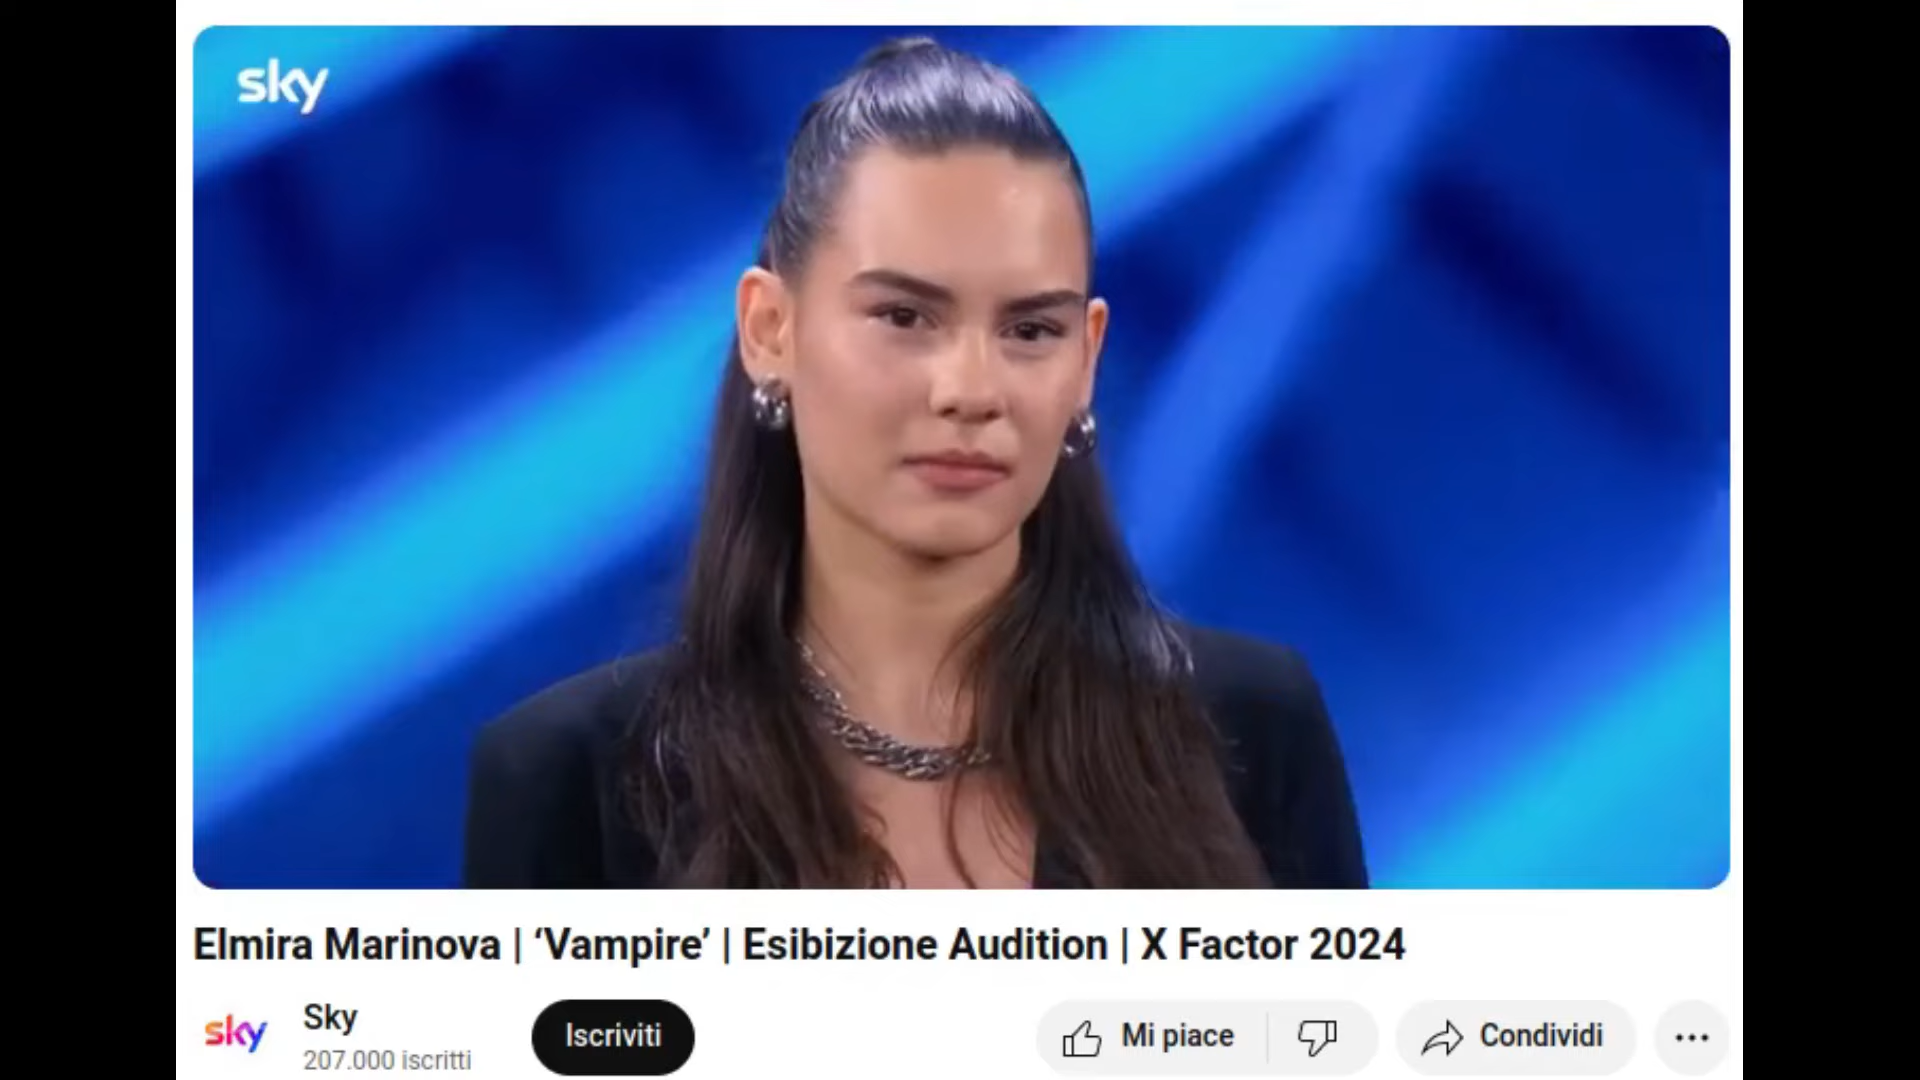 sky
Elmira Marinova | ‘Vampire’ | Esibizione Audition | X Factor 2024
sky
Sky
Iscriviti
207.000 iscritti
Mi piace
Condividi